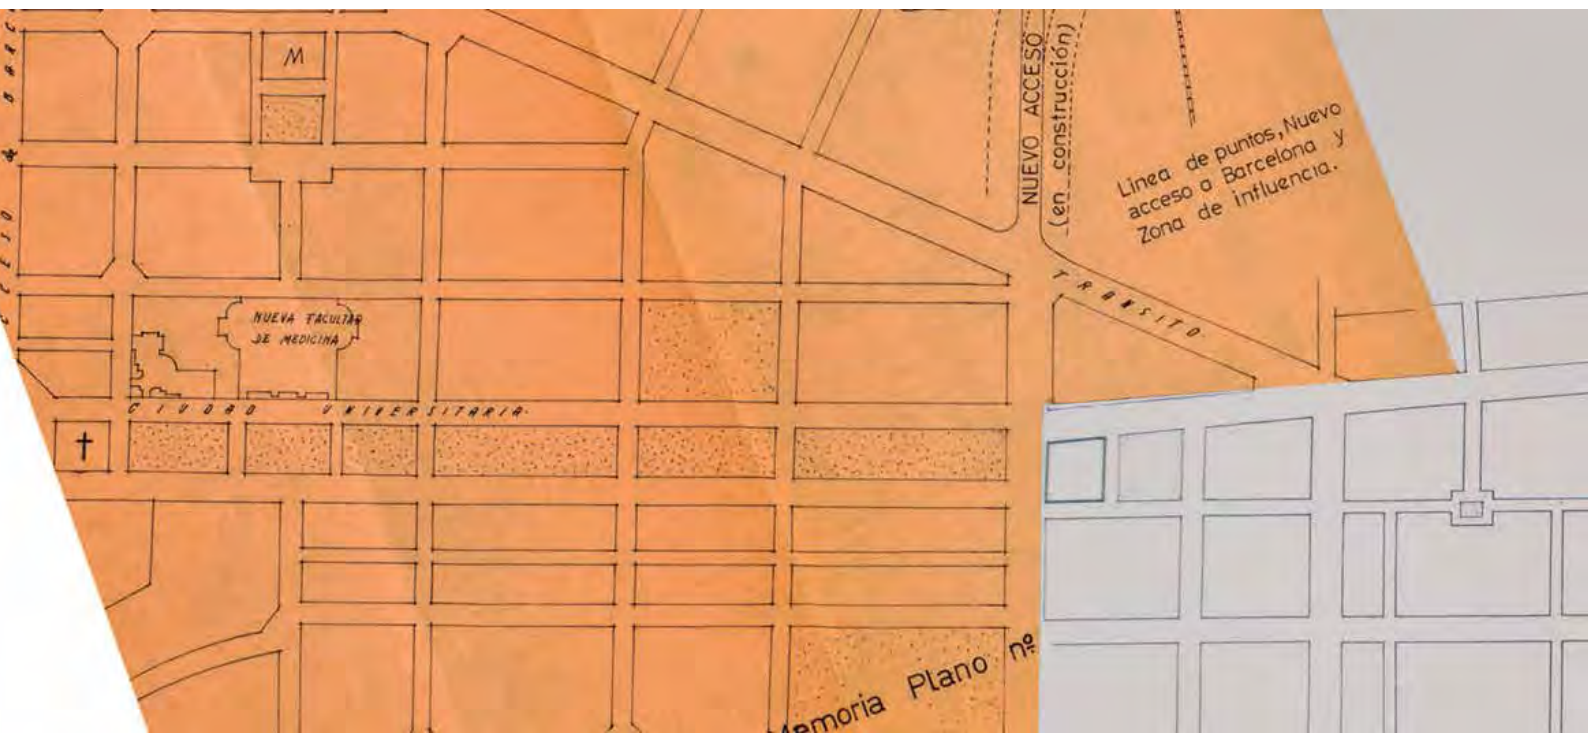 M
NUEVO ACCESO
(en construcción)
Linea de puntos, Nuevo
acceso a Barcelona y
Zona de influencia.
TRANSITO.
NUEVA FACULTAD
DE MEDICINA
CIUDAD UNIVERSITARIA.
Memoria Plano nº